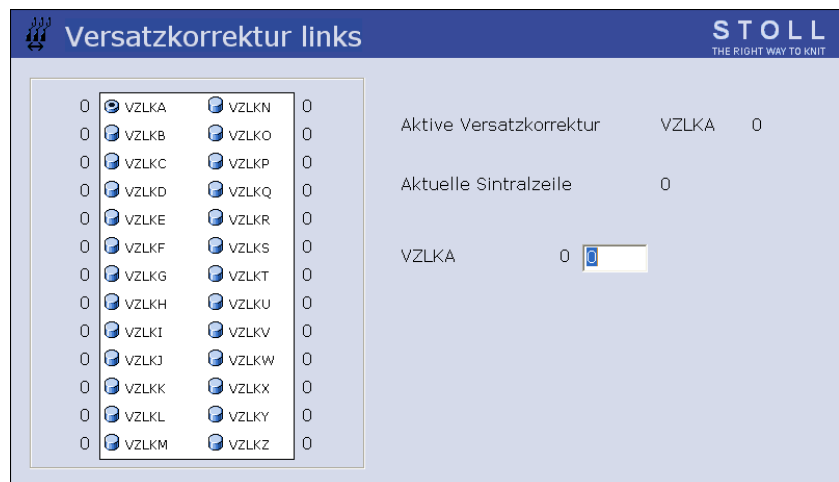 Versatzkorrektur links
STOLL
THE RIGHT WAY TO KNIT
0 VZLKA VZLKN 0
0 VZLKB VZLKO 0
0 VZLKC VZLKP 0
0 VZLKD VZLKQ 0
0 VZLKE VZLKR 0
0 VZLKF VZLKS 0
0 VZLKG VZLKT 0
0 VZLKH VZLKU 0
0 VZLKI VZLKV 0
0 VZLKJ VZLKW 0
0 VZLKK VZLKX 0
0 VZLKL VZLKY 0
0 VZLKM VZLKZ 0
Aktive Versatzkorrektur VZLKA 0
Aktuelle Sintralzeile 0
VZLKA 0 0